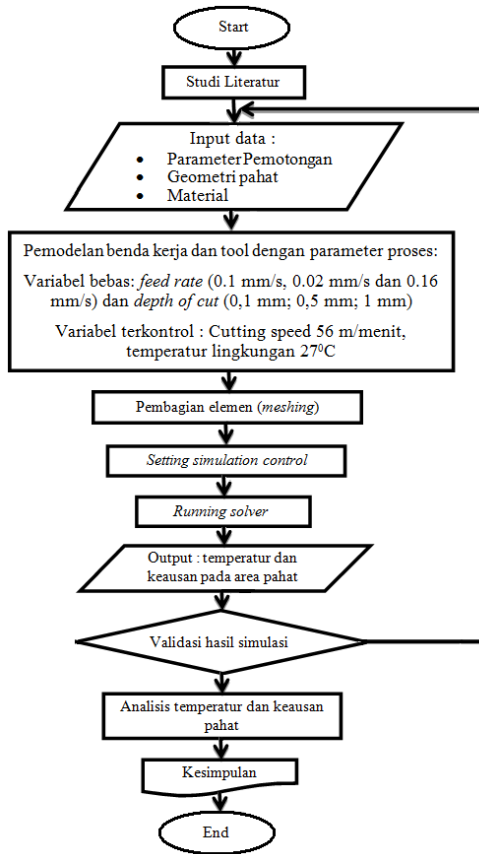 Start
Studi Literatur
Input data :
• Parameter Pemotongan
• Geometri pahat
• Material
Pemodelan benda kerja dan tool dengan parameter proses:
Variabel bebas: feed rate (0.1 mm/s, 0.02 mm/s dan 0.16
mm/s) dan depth of cut (0,1 mm; 0,5 mm; 1 mm)
Variabel terkontrol : Cutting speed 56 m/menit,
temperatur lingkungan 27⁰C
Pembagian elemen (meshing)
Setting simulation control
Running solver
Output : temperatur dan
keausan pada area pahat
Validasi hasil simulasi
Analisis temperatur dan keausan
pahat
Kesimpulan
End